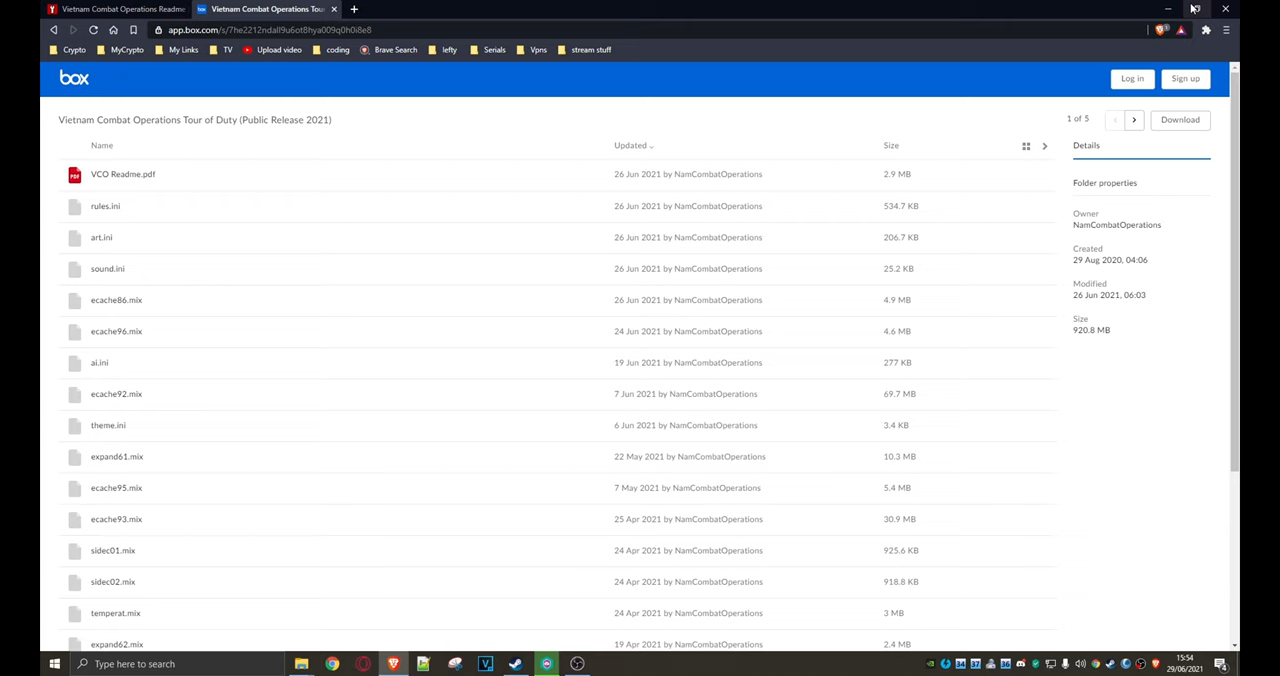 Vietnam Combat Operations Readme
Vietnam Combat Operations Tou
app.box.com/s/7he2212ndall9u6ot8hya009q0h0i8e8
Crypto MyCrypto My Links TV Upload video coding Brave Search lefty Serials Vpns stream stuff
box
Log in Sign up
Vietnam Combat Operations Tour of Duty (Public Release 2021) 1 of 5 Download
Name Updated Size Details
VCO Readme.pdf 26 Jun 2021 by NamCombatOperations 2.9 MB
Folder properties
rules.ini 26 Jun 2021 by NamCombatOperations 534.7 KB
Owner
NamCombatOperations
art.ini 26 Jun 2021 by NamCombatOperations 206.7 KB
Created
29 Aug 2020, 04:06
sound.ini 26 Jun 2021 by NamCombatOperations 25.2 KB
Modified
26 Jun 2021, 06:03
ecache86.mix 26 Jun 2021 by NamCombatOperations 4.9 MB
Size
920.8 MB
ecache96.mix 24 Jun 2021 by NamCombatOperations 4.6 MB
ai.ini 19 Jun 2021 by NamCombatOperations 277 KB
ecache92.mix 7 Jun 2021 by NamCombatOperations 69.7 MB
theme.ini 6 Jun 2021 by NamCombatOperations 3.4 KB
expand61.mix 22 May 2021 by NamCombatOperations 10.3 MB
ecache95.mix 7 May 2021 by NamCombatOperations 5.4 MB
ecache93.mix 25 Apr 2021 by NamCombatOperations 30.9 MB
sidec01.mix 24 Apr 2021 by NamCombatOperations 925.6 KB
sidec02.mix 24 Apr 2021 by NamCombatOperations 918.8 KB
temperat.mix 24 Apr 2021 by NamCombatOperations 3 MB
expand62.mix 19 Apr 2021 by NamCombatOperations 2.4 MB
Type here to search
34 37 36
15:54
29/06/2021